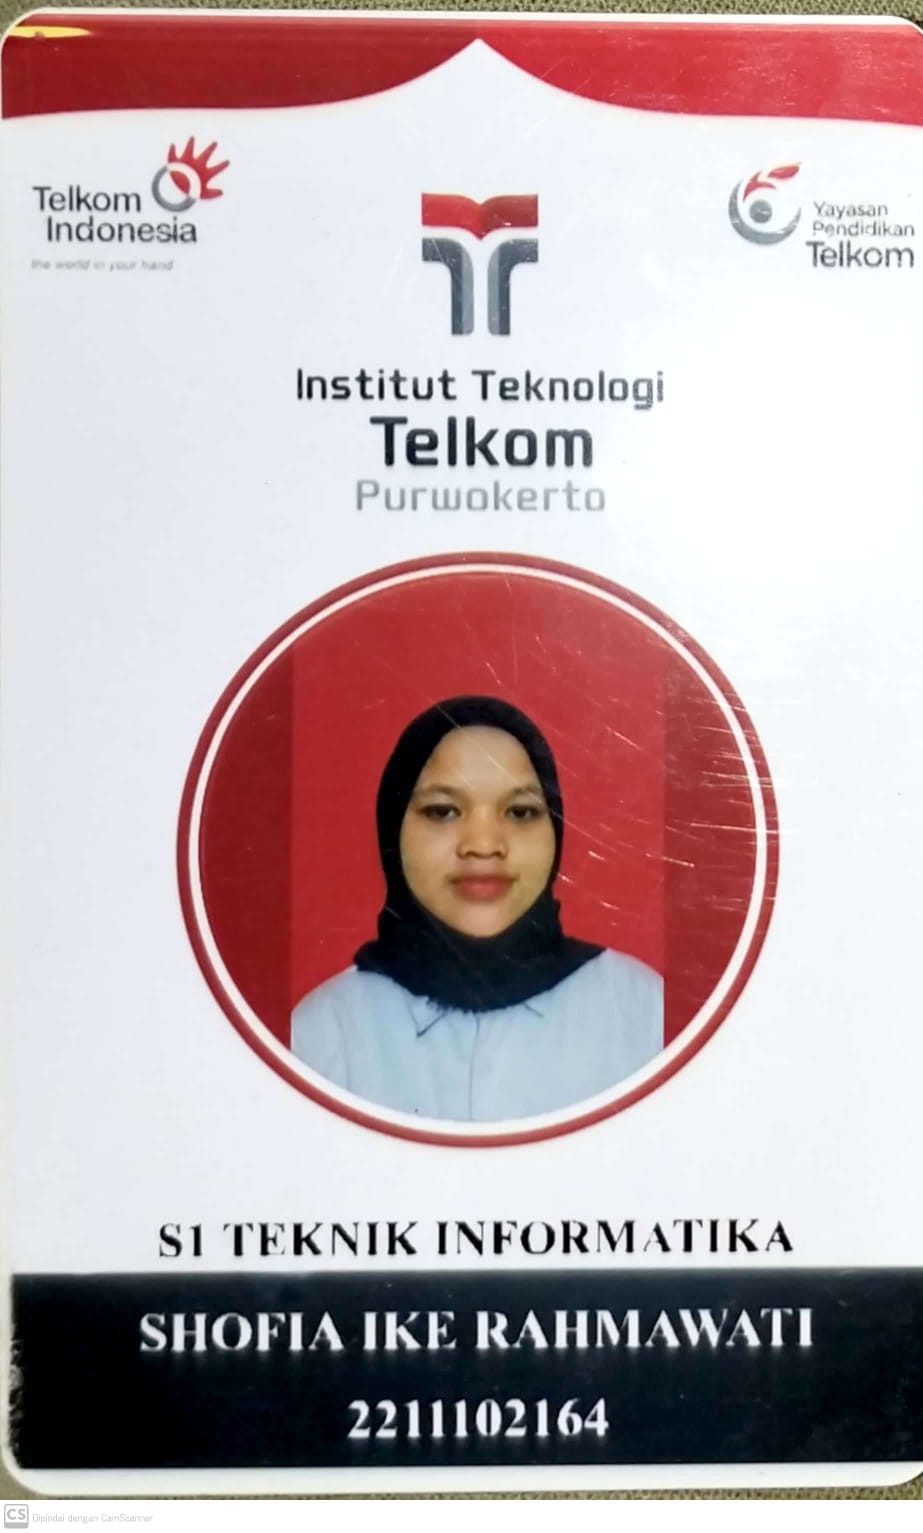 Telkom
Indonesia
the world in your hand
Yayasan
Pendidikan
Telkom
Institut Teknologi
Telkom
Purwokerto
S1 TEKNIK INFORMATIKA
SHOFIA IKE RAHMAWATI
2211102164
CS Dipindai dengan CamScanner